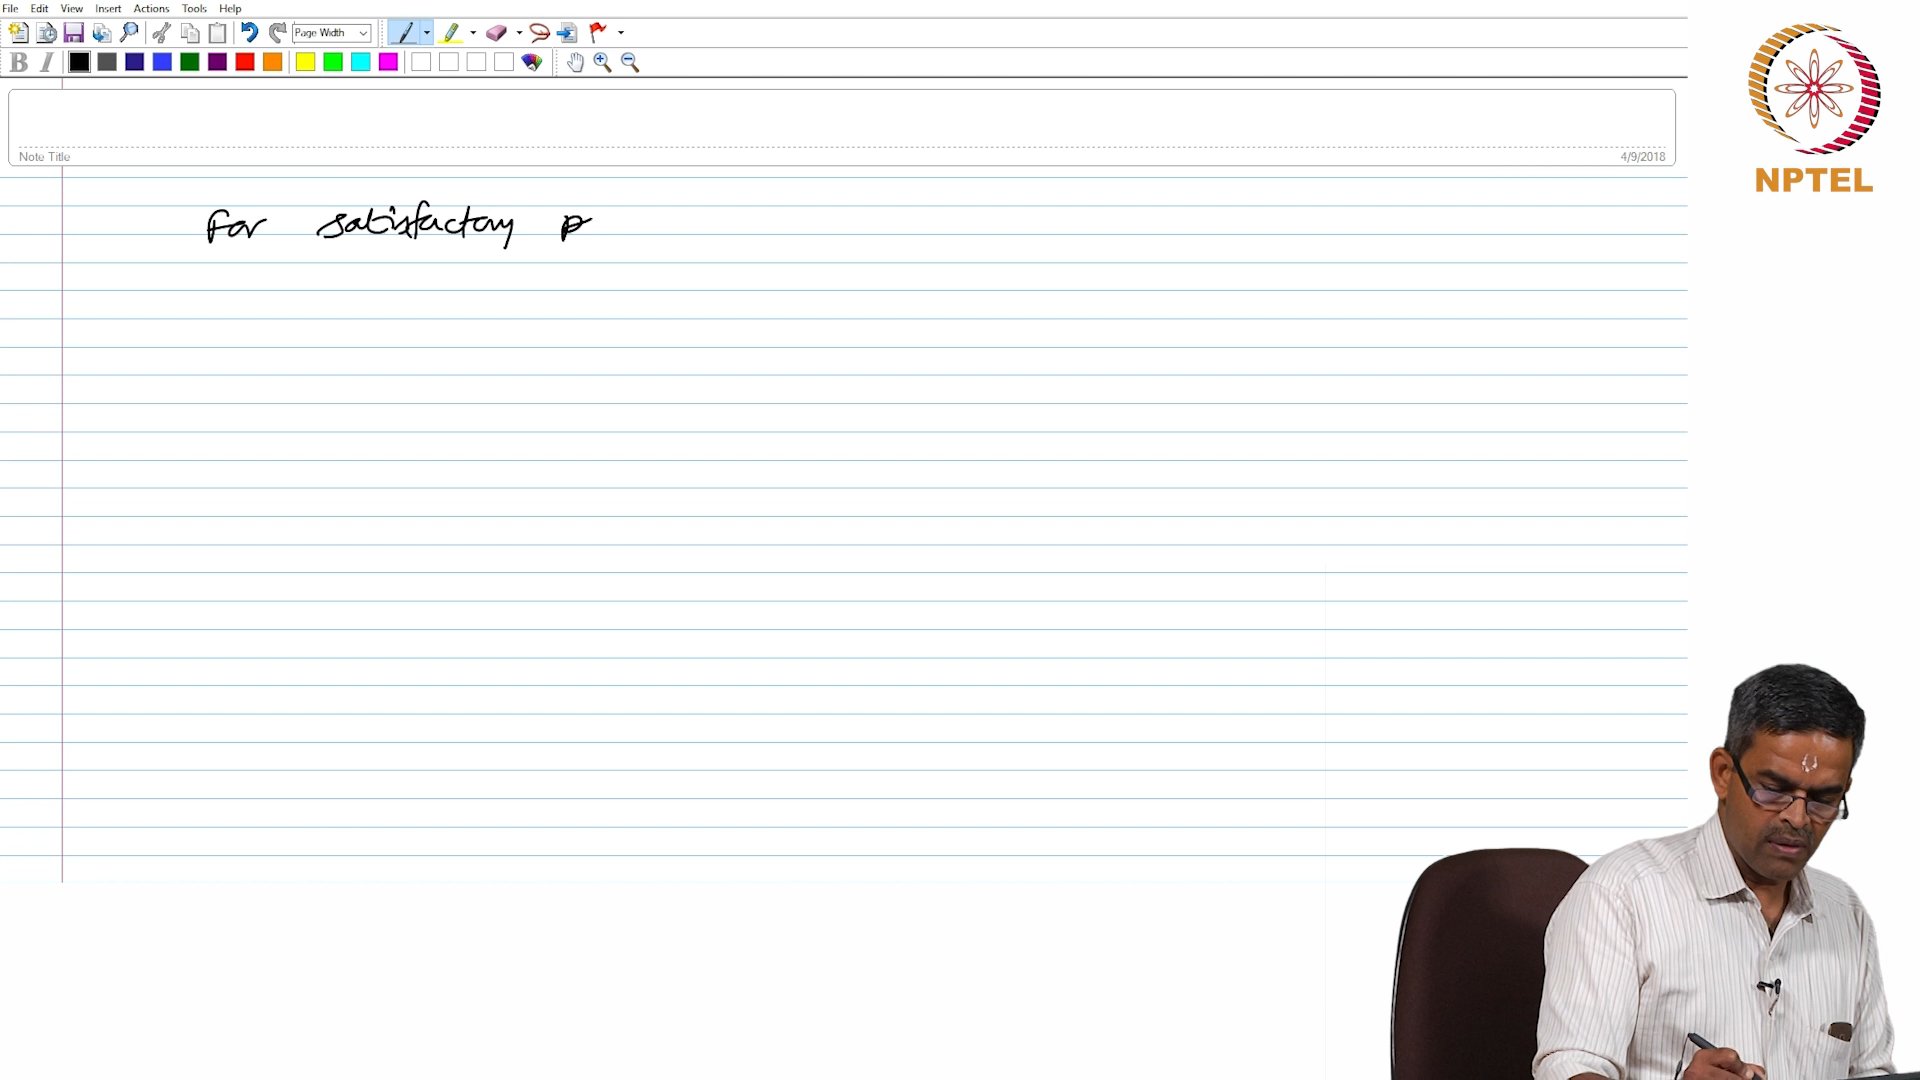 File Edit View Insert Actions Tools Help
Page Width
B I
Note Title 4/9/2018
NPTEL
For satisfactory p